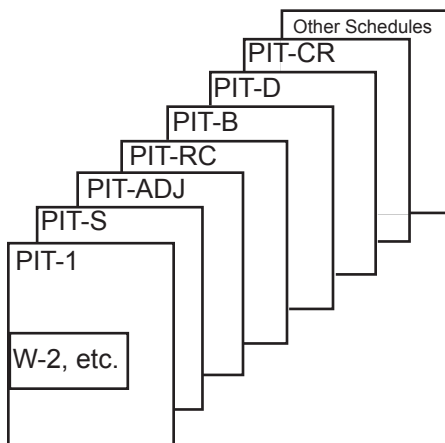 Other Schedules
PIT-CR
PIT-D
PIT-B
PIT-RC
PIT-ADJ
PIT-S
PIT-1
W-2, etc.